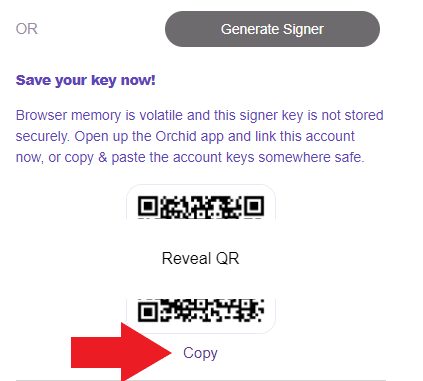 OR
Generate Signer
Save your key now!
Browser memory is volatile and this signer key is not stored
securely. Open up the Orchid app and link this account
now, or copy & paste the account keys somewhere safe.
Reveal QR
Copy